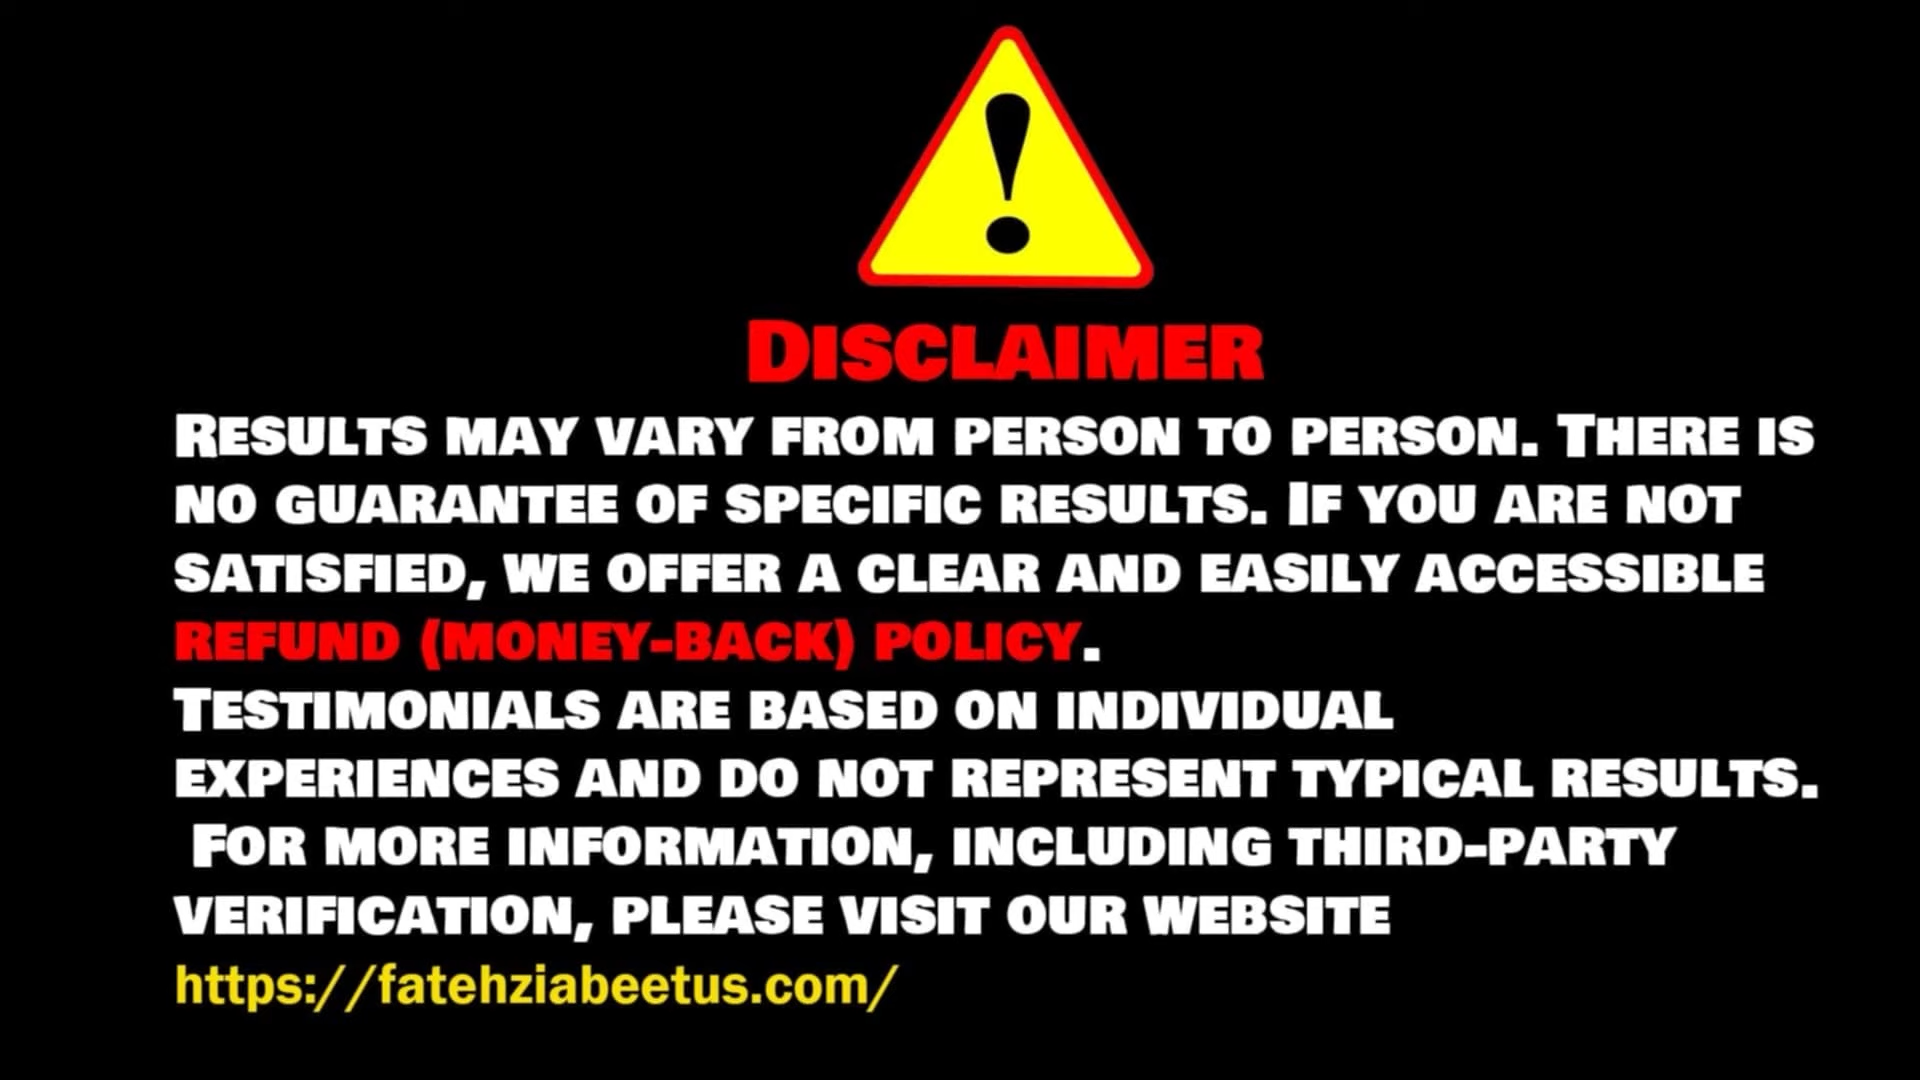 !
DISCLAIMER
RESULTS MAY VARY FROM PERSON TO PERSON. THERE IS
NO GUARANTEE OF SPECIFIC RESULTS. IF YOU ARE NOT
SATISFIED, WE OFFER A CLEAR AND EASILY ACCESSIBLE
REFUND (MONEY-BACK) POLICY.
TESTIMONIALS ARE BASED ON INDIVIDUAL
EXPERIENCES AND DO NOT REPRESENT TYPICAL RESULTS.
FOR MORE INFORMATION, INCLUDING THIRD-PARTY
VERIFICATION, PLEASE VISIT OUR WEBSITE
https://fatehziabeetus.com/